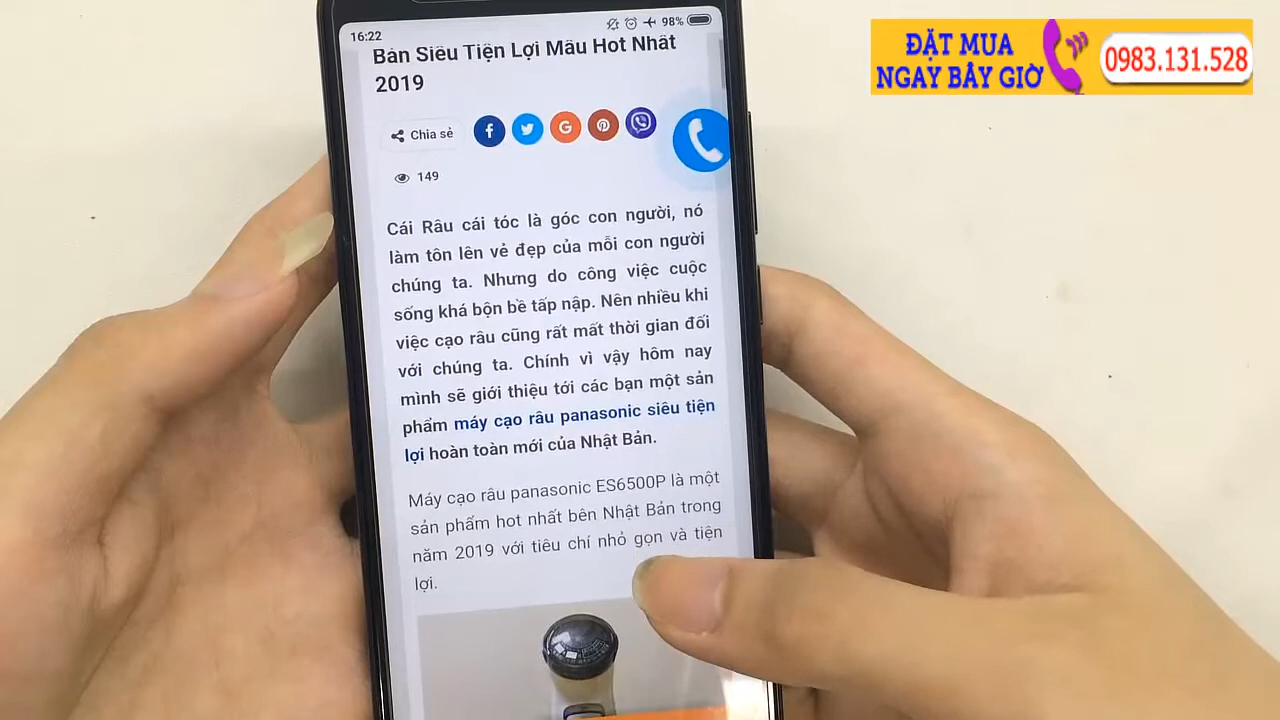 16:22
98%
Bản Siêu Tiện Lợi Mẫu Hot Nhất
2019
Chia sẻ
149
Cái Râu cái tóc là góc con người, nó
làm tôn lên vẻ đẹp của mỗi con người
chúng ta. Nhưng do công việc cuộc
sống khá bộn bề tấp nập. Nên nhiều khi
việc cạo râu cũng rất mất thời gian đối
với chúng ta. Chính vì vậy hôm nay
mình sẽ giới thiệu tới các bạn một sản
phẩm máy cạo râu panasonic siêu tiện
lợi hoàn toàn mới của Nhật Bản.
Máy cạo râu panasonic ES6500P là một
sản phẩm hot nhất bên Nhật Bản trong
năm 2019 với tiêu chí nhỏ gọn và tiện
lợi.
ĐẶT MUA
NGAY BÂY GIỜ
0983.131.528